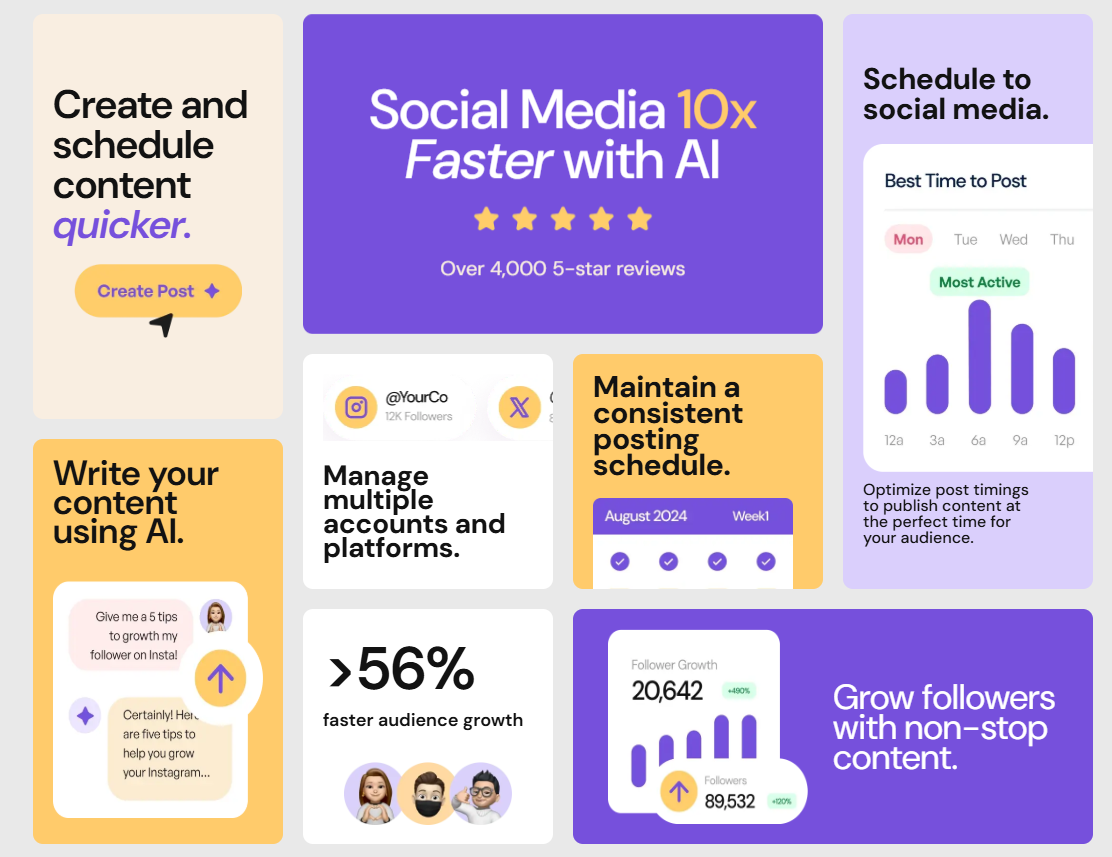 Create and
schedule
content
quicker.
Create Post
Social Media 10x
Faster with AI
Over 4,000 5-star reviews
Schedule to
social media.
Best Time to Post
Mon Tue Wed Thu
Most Active
12a 3a 6a 9a 12p
Optimize post timings
to publish content at
the perfect time for
your audience.
Write your
content
using AI.
Give me a 5 tips
to growth my
follower on Insta!
Certainly! Here
are five tips to
help you grow
your Instagram...
@YourCo
12K Followers
Manage
multiple
accounts and
platforms.
Maintain a
consistent
posting
schedule.
August 2024 Week1
>56%
faster audience growth
Follower Growth
20,642 +490%
Followers
89,532 +120%
Grow followers
with non-stop
content.